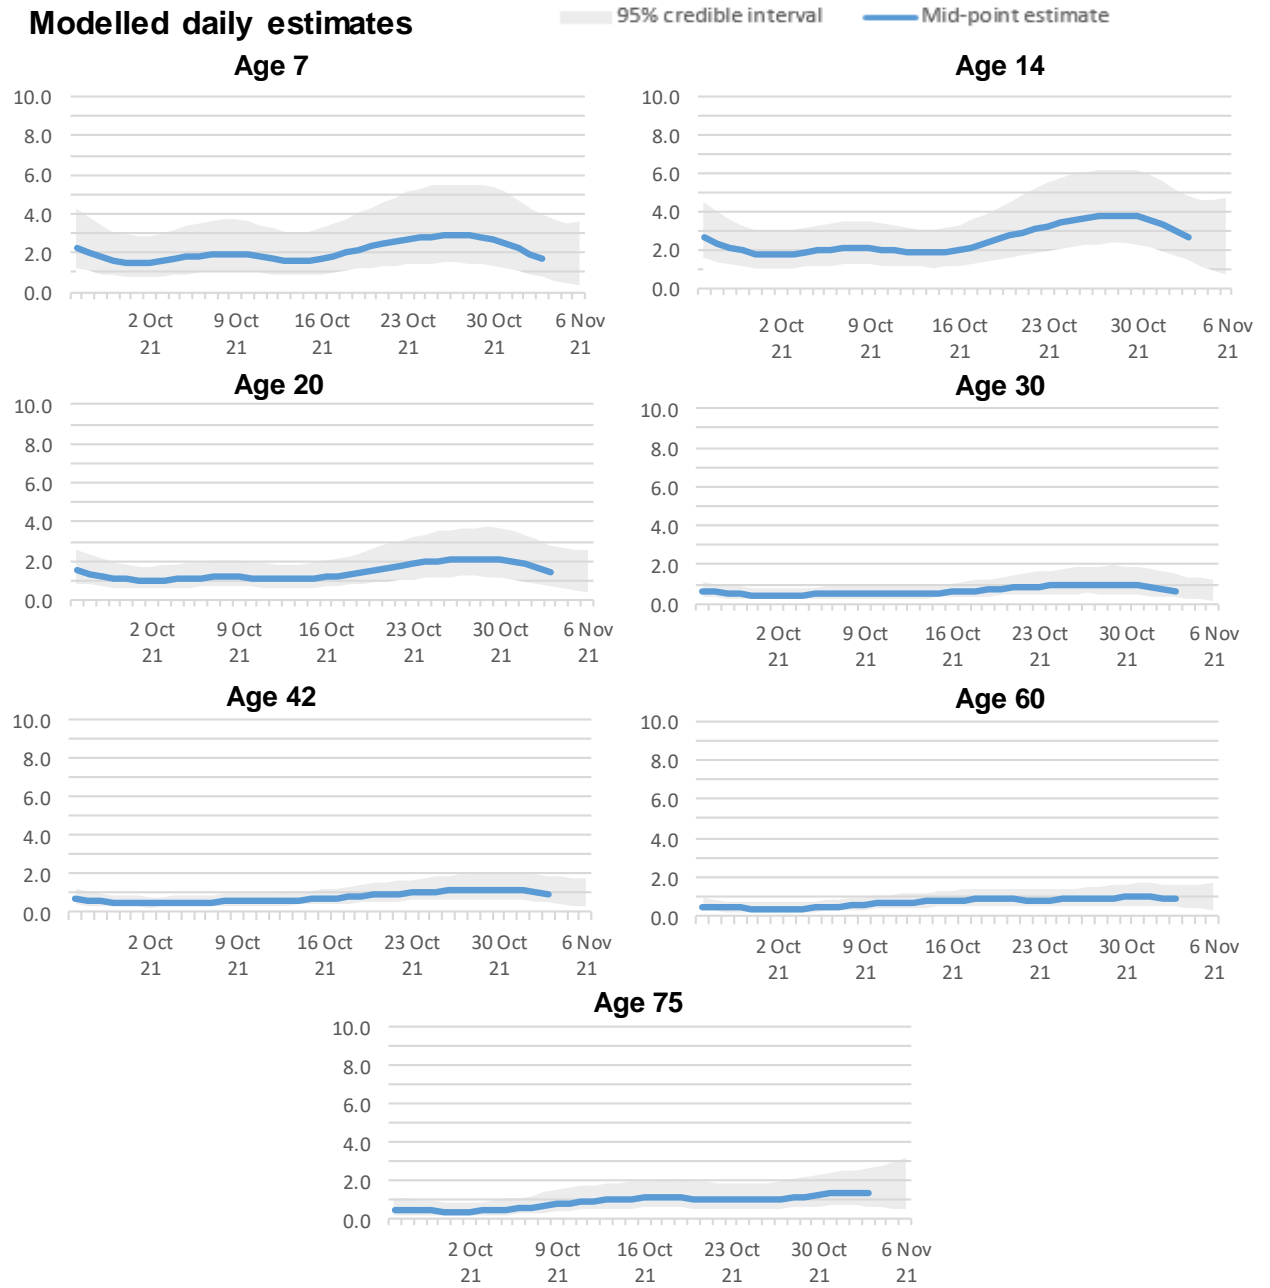 Modelled daily estimates
95% credible interval
Mid-point estimate
Age 7
10.0
8.0
6.0
4.0
2.0
0.0
2 Oct 21
9 Oct 21
16 Oct 21
23 Oct 21
30 Oct 21
6 Nov 21
Age 14
10.0
8.0
6.0
4.0
2.0
0.0
2 Oct 21
9 Oct 21
16 Oct 21
23 Oct 21
30 Oct 21
6 Nov 21
Age 20
10.0
8.0
6.0
4.0
2.0
0.0
2 Oct 21
9 Oct 21
16 Oct 21
23 Oct 21
30 Oct 21
6 Nov 21
Age 30
10.0
8.0
6.0
4.0
2.0
0.0
2 Oct 21
9 Oct 21
16 Oct 21
23 Oct 21
30 Oct 21
6 Nov 21
Age 42
10.0
8.0
6.0
4.0
2.0
0.0
2 Oct 21
9 Oct 21
16 Oct 21
23 Oct 21
30 Oct 21
6 Nov 21
Age 60
10.0
8.0
6.0
4.0
2.0
0.0
2 Oct 21
9 Oct 21
16 Oct 21
23 Oct 21
30 Oct 21
6 Nov 21
Age 75
10.0
8.0
6.0
4.0
2.0
0.0
2 Oct 21
9 Oct 21
16 Oct 21
23 Oct 21
30 Oct 21
6 Nov 21